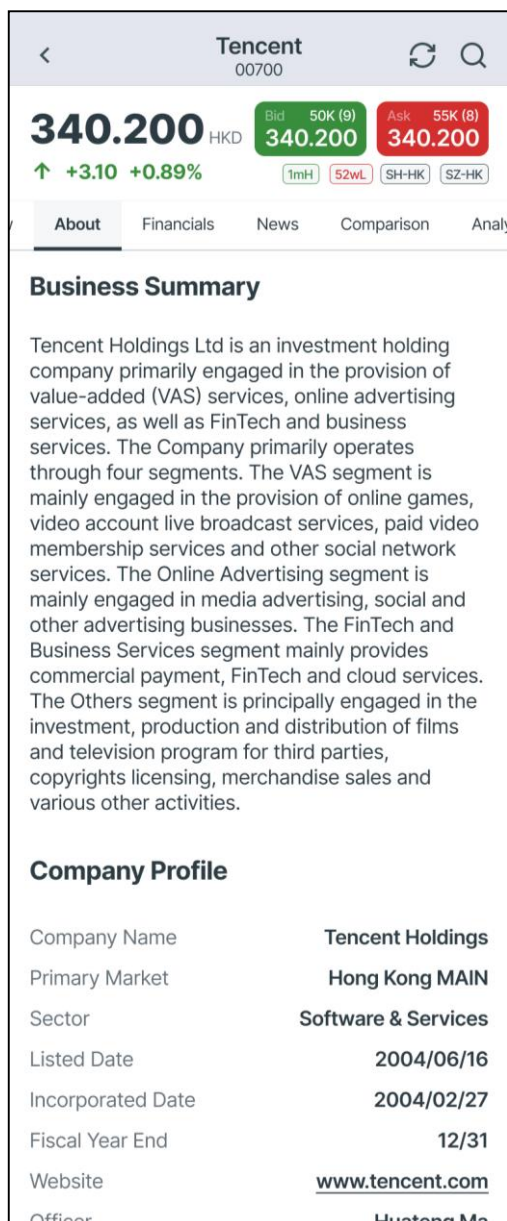 Tencent
00700
340.200 HKD
Bid 50K (9)
340.200
Ask 55K (8)
340.200
↑ +3.10 +0.89%
1mH 52wL SH-HK SZ-HK
About Financials News Comparison Analy
Business Summary
Tencent Holdings Ltd is an investment holding
company primarily engaged in the provision of
value-added (VAS) services, online advertising
services, as well as FinTech and business
services. The Company primarily operates
through four segments. The VAS segment is
mainly engaged in the provision of online games,
video account live broadcast services, paid video
membership services and other social network
services. The Online Advertising segment is
mainly engaged in media advertising, social and
other advertising businesses. The FinTech and
Business Services segment mainly provides
commercial payment, FinTech and cloud services.
The Others segment is principally engaged in the
investment, production and distribution of films
and television program for third parties,
copyrights licensing, merchandise sales and
various other activities.
Company Profile
Company Name Tencent Holdings
Primary Market Hong Kong MAIN
Sector Software & Services
Listed Date 2004/06/16
Incorporated Date 2004/02/27
Fiscal Year End 12/31
Website www.tencent.com
Officer Huateng Ma